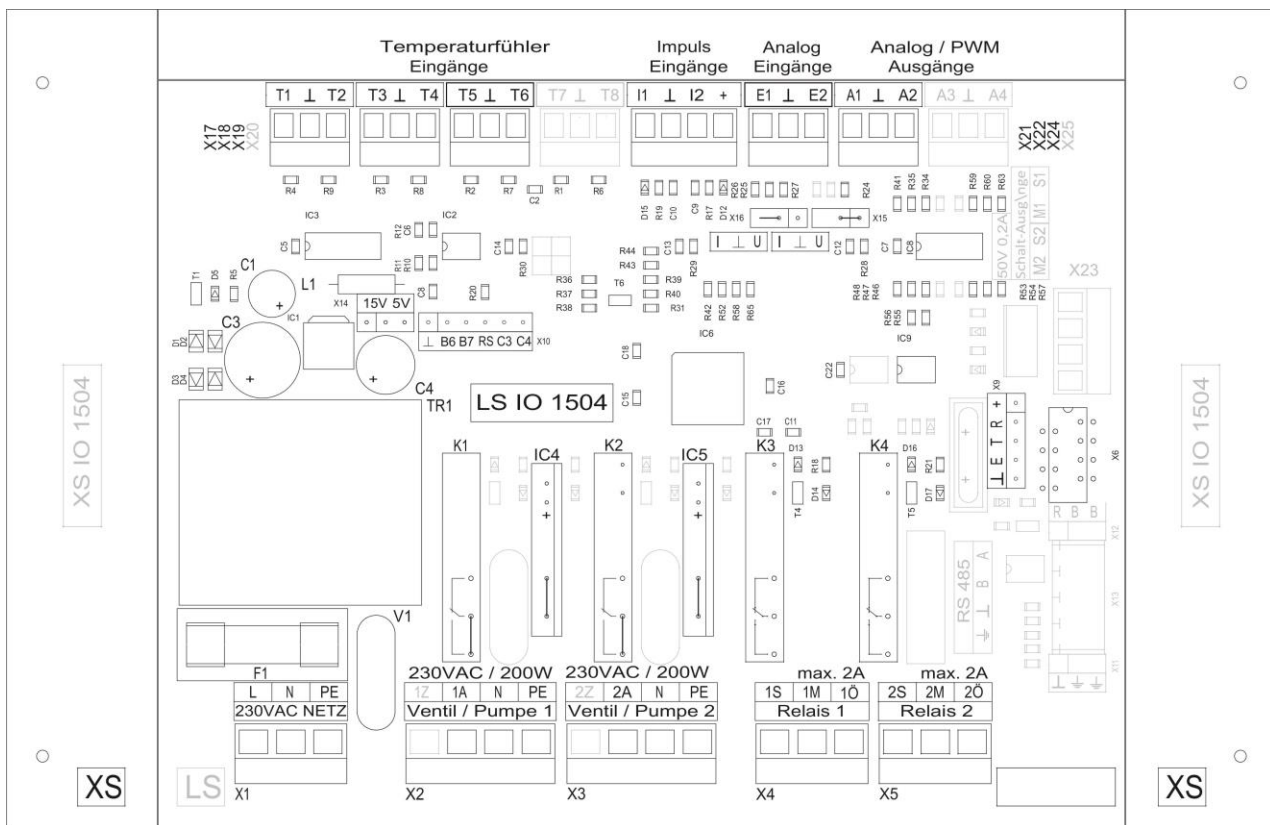 Temperaturfühler Impuls Analog Analog / PWM
Eingänge Eingänge Eingänge Ausgänge
T1 ⊥ T2 T3 ⊥ T4 T5 ⊥ T6 T7 ⊥ T8 I1 ⊥ I2 + E1 ⊥ E2 A1 ⊥ A2 A3 ⊥ A4
X17
X18
X19
X20
X21
X22
X24
X25
R4 R9 R3 R8 R2 R7 C2 R1 R6
D15 R19 C10 C9 R17 D12 R26 R25 R27 R24
R41 R35 R34 R59 R60 R63
X16 X15
IC3 R12 C6 IC2
C5 R11 R10 C14 R30
R44 C13 R29
R43
I ⊥ U I ⊥ U
C12 R28 C7 IC8
50V 0,2A
Schalt-Ausg\nge
M2 S2 M1 S1
X23
T1 D5 R5 C1 L1
C8 R20
R36 T6 R39
R37 R40
R38 R31
R42 R52 R58 R65
R48 R47 R46
R53 R54 R57
R56 R55
X14 15V 5V
C3 IC1
⊥ B6 B7 RS C3 C4 X10
D1 D2
D3 D4
C4
IC6 IC9
C18 C22
C16
C15
X9
TR1
LS IO 1504
XS IO 1504
XS IO 1504
C17 C11
K1 IC4 K2 IC5 K3 K4
D13 R18 D16 R21
D14 D17
T4 T5
⊥ E T R +
X6
R B B
X12
X13
X11
RS 485
⏚ ⊥ B A
⊥ ⏚ ⏚
V1
F1
230VAC / 200W 230VAC / 200W max. 2A max. 2A
L N PE 1Z 1A N PE 2Z 2A N PE 1S 1M 1Ö 2S 2M 2Ö
230VAC NETZ Ventil / Pumpe 1 Ventil / Pumpe 2 Relais 1 Relais 2
XS LS X1 X2 X3 X4 X5 XS